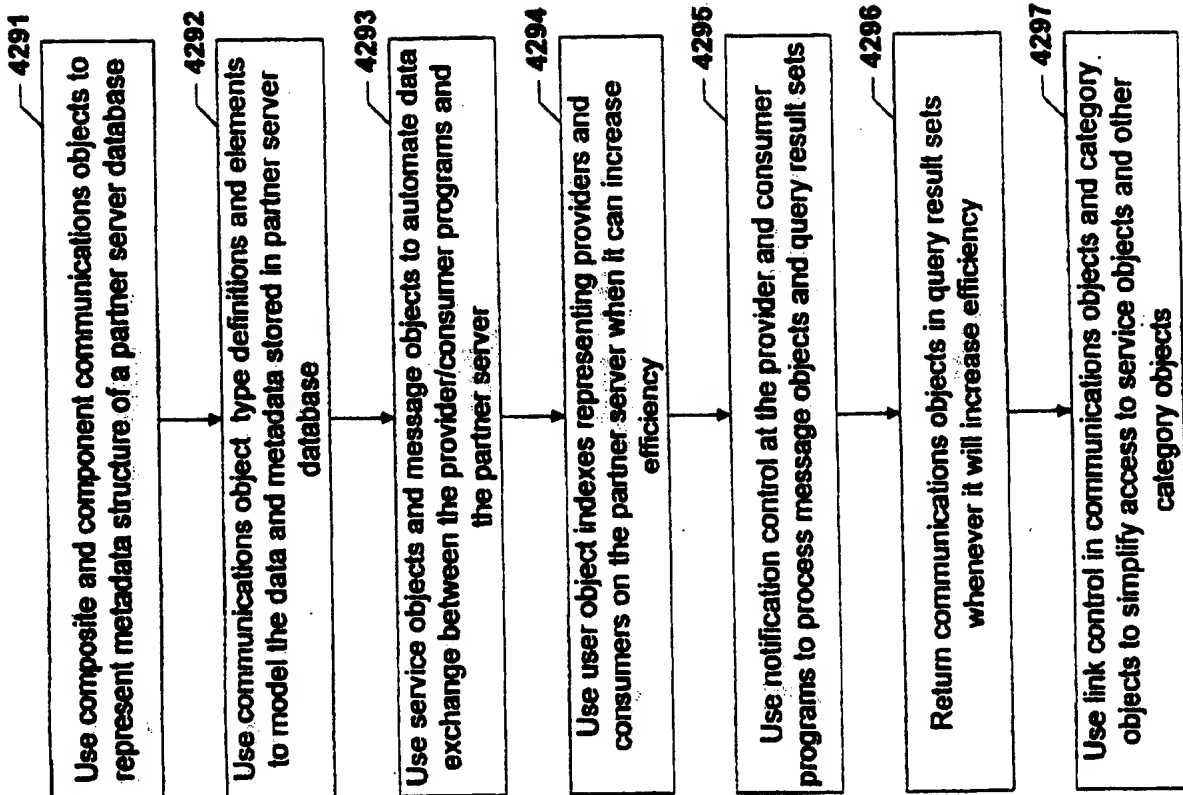 4291
Use composite and component communications objects to
represent metadata structure of a partner server database
4292
Use communications object type definitions and elements
to model the data and metadata stored in partner server
database
4293
Use service objects and message objects to automate data
exchange between the provider/consumer programs and
the partner server
4294
Use user object indexes representing providers and
consumers on the partner server when it can increase
efficiency
4295
Use notification control at the provider and consumer
programs to process message objects and query result sets
4296
Return communications objects in query result sets
whenever it will increase efficiency
4297
Use link control in communications objects and category.
objects to simplify access to service objects and other
category objects